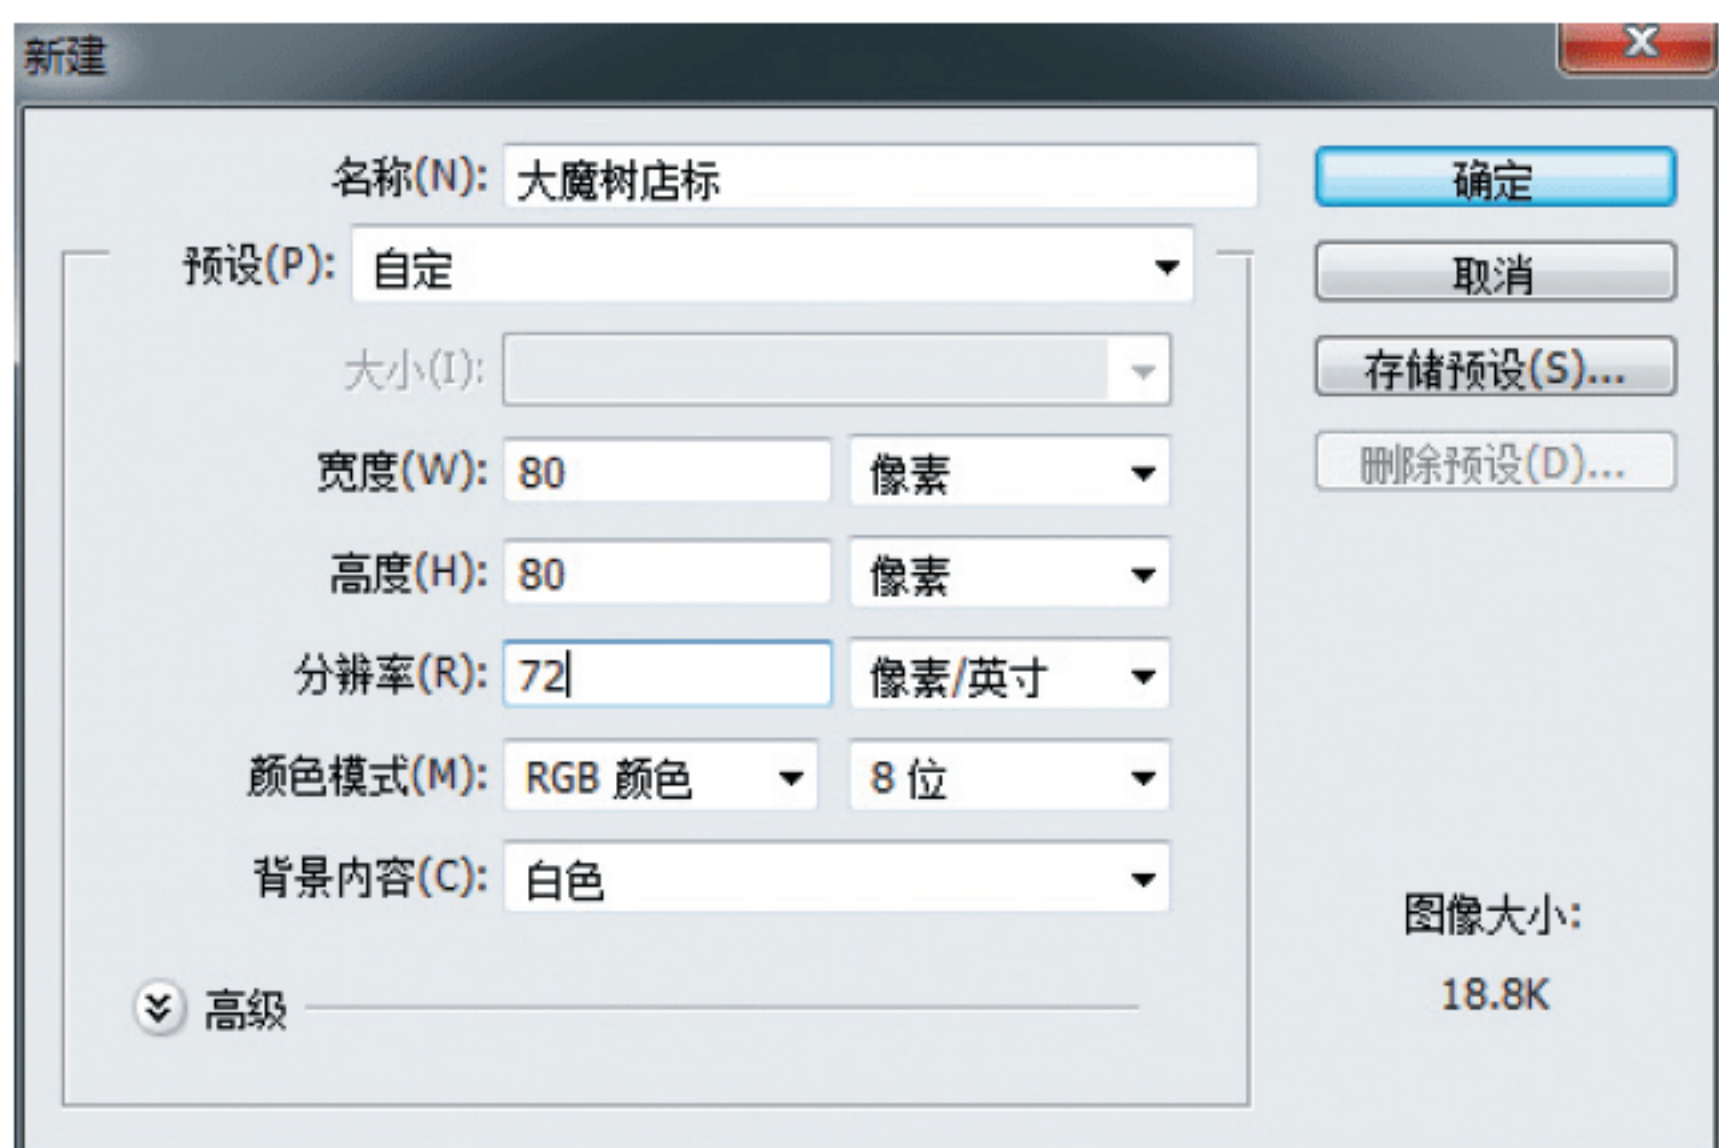 新建
名称(N): 大魔树店标
确定
预设(P): 自定
取消
大小(I):
存储预设(S)...
宽度(W): 80 像素
删除预设(D)...
高度(H): 80 像素
分辨率(R): 72 像素/英寸
颜色模式(M): RGB 颜色 8 位
背景内容(C): 白色
图像大小:
18.8K
高级